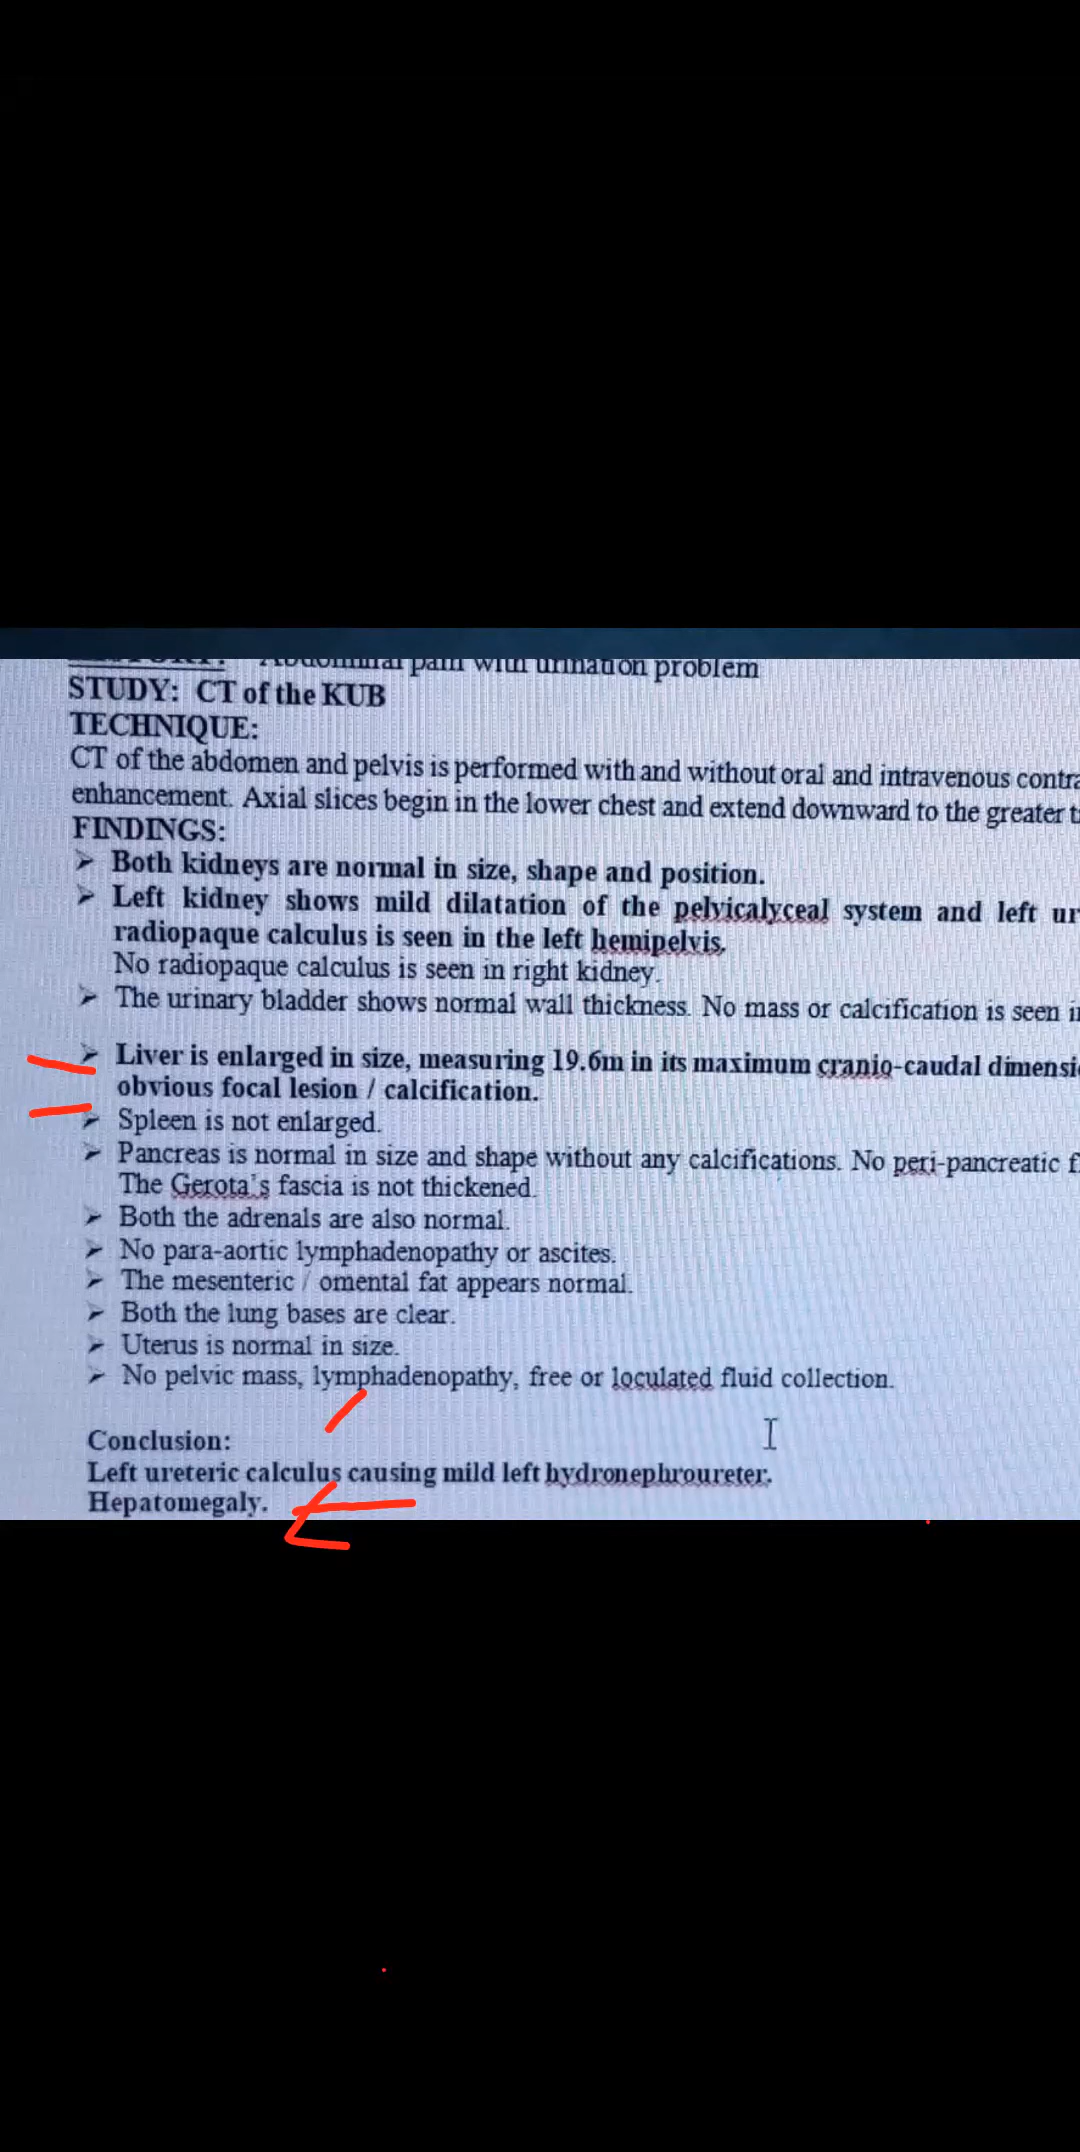 Abdominal pain with urination problem
STUDY: CT of the KUB
TECHNIQUE:
CT of the abdomen and pelvis is performed with and without oral and intravenous contra
enhancement. Axial slices begin in the lower chest and extend downward to the greater t
FINDINGS:
➢ Both kidneys are normal in size, shape and position.
➢ Left kidney shows mild dilatation of the pelvicalyceal system and left ur
radiopaque calculus is seen in the left hemipelvis.
No radiopaque calculus is seen in right kidney.
➢ The urinary bladder shows normal wall thickness. No mass or calcification is seen i
➢ Liver is enlarged in size, measuring 19.6m in its maximum cranio-caudal dimensi
obvious focal lesion / calcification.
➢ Spleen is not enlarged.
➢ Pancreas is normal in size and shape without any calcifications. No peri-pancreatic f
The Gerota's fascia is not thickened.
➢ Both the adrenals are also normal.
➢ No para-aortic lymphadenopathy or ascites.
➢ The mesenteric / omental fat appears normal.
➢ Both the lung bases are clear.
➢ Uterus is normal in size.
➢ No pelvic mass, lymphadenopathy, free or loculated fluid collection.
Conclusion:
Left ureteric calculus causing mild left hydronephroureter.
Hepatomegaly.